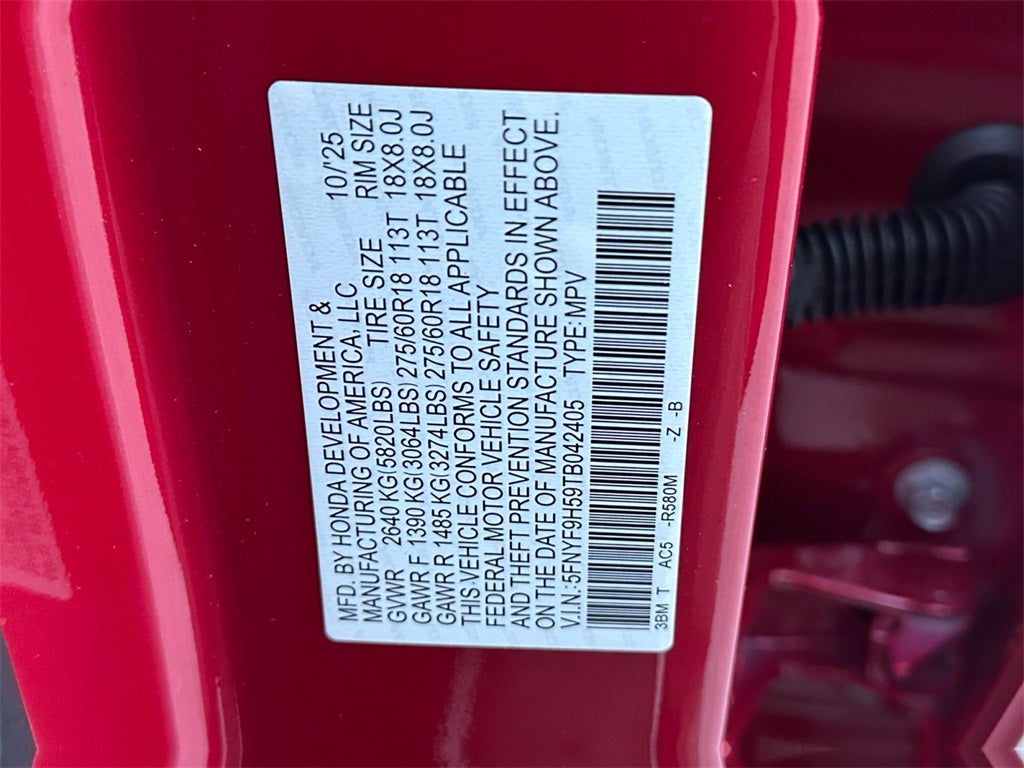 MFD. BY HONDA DEVELOPMENT & 10/'25
MANUFACTURING OF AMERICA, LLC
GVWR 2640 KG(5820LBS) TIRE SIZE RIM SIZE
GAWR F 1390 KG(3064LBS) 275/60R18 113T 18X8.0J
GAWR R 1485 KG(3274LBS) 275/60R18 113T 18X8.0J
THIS VEHICLE CONFORMS TO ALL APPLICABLE
FEDERAL MOTOR VEHICLE SAFETY
AND THEFT PREVENTION STANDARDS IN EFFECT
ON THE DATE OF MANUFACTURE SHOWN ABOVE.
V.I.N.:5FNYF9H59TB042405 TYPE:MPV
3BM T AC5 -R580M -Z -B